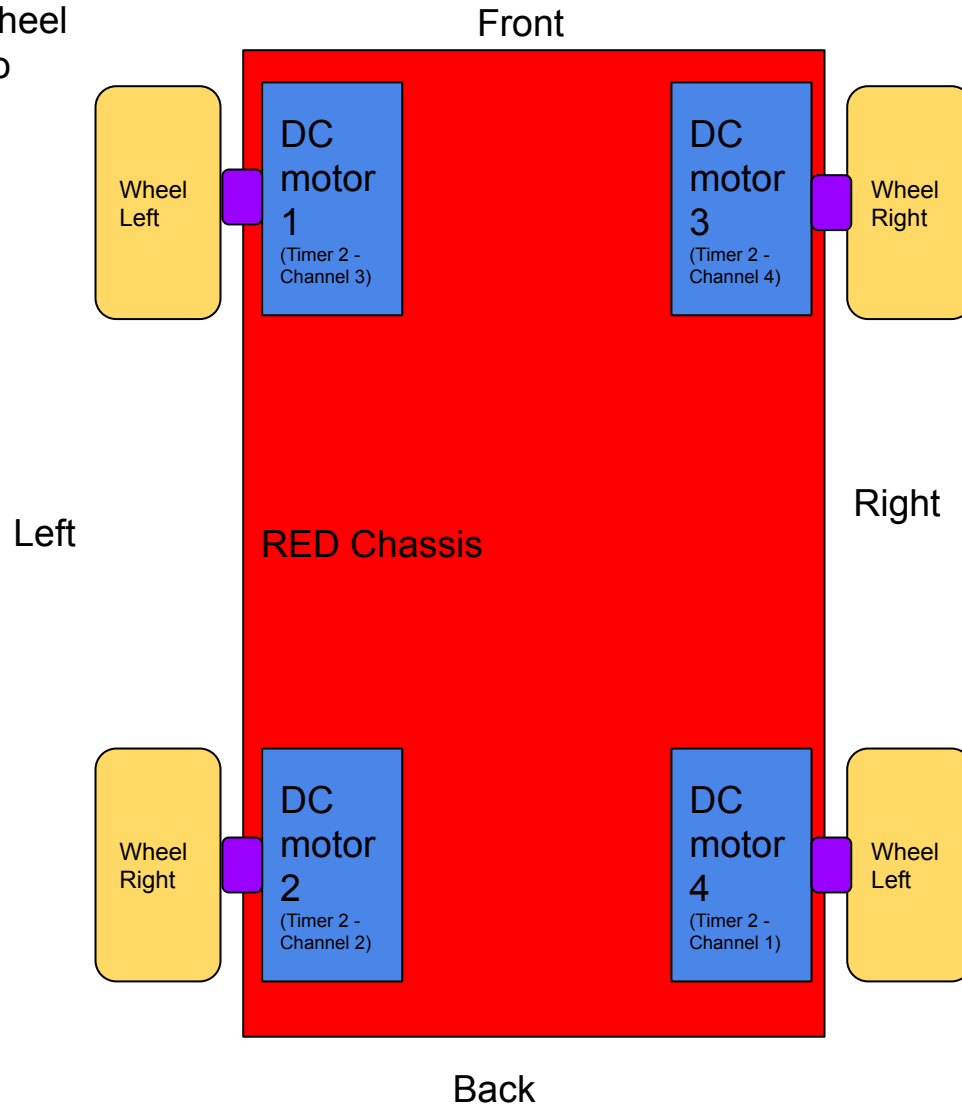 Front
DC
motor
1
(Timer 2 -
Channel 3)
DC
motor
3
(Timer 2 -
Channel 4)
Wheel
Left
Wheel
Right
Left
RED Chassis
Right
DC
motor
2
(Timer 2 -
Channel 2)
DC
motor
4
(Timer 2 -
Channel 1)
Wheel
Right
Wheel
Left
Back